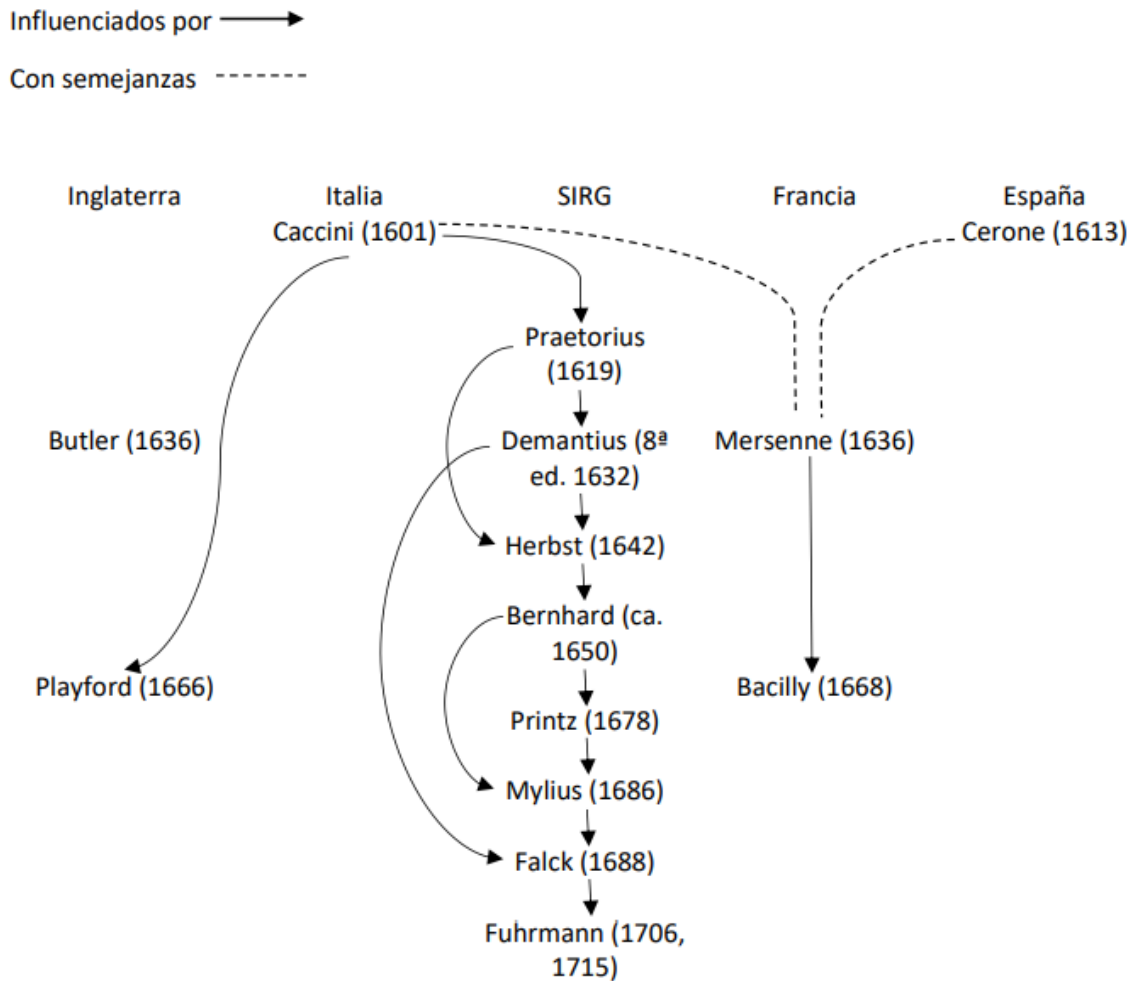 Influenciados por
Con semejanzas
Inglaterra
Italia
SIRG
Francia
España
Caccini (1601)
Cerone (1613)
Praetorius
(1619)
Butler (1636)
Demantius (8ª
ed. 1632)
Mersenne (1636)
Herbst (1642)
Bernhard (ca.
1650)
Playford (1666)
Bacilly (1668)
Printz (1678)
Mylius (1686)
Falck (1688)
Fuhrmann (1706,
1715)